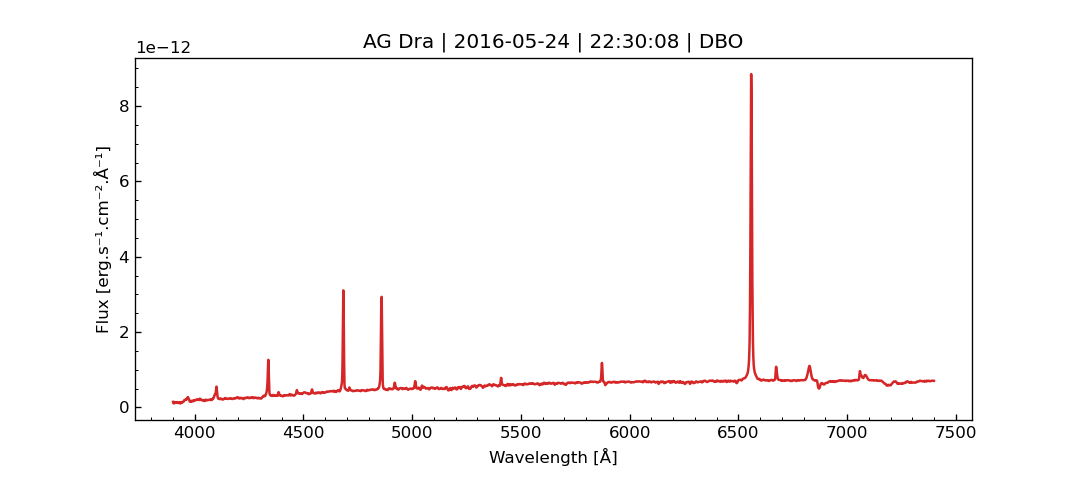 AG Dra | 2016-05-24 | 22:30:08 | DBO
1e−12
8
6
4
2
0
Flux [erg.s⁻¹.cm⁻².Å⁻¹]
4000 4500 5000 5500 6000 6500 7000 7500
Wavelength [Å]